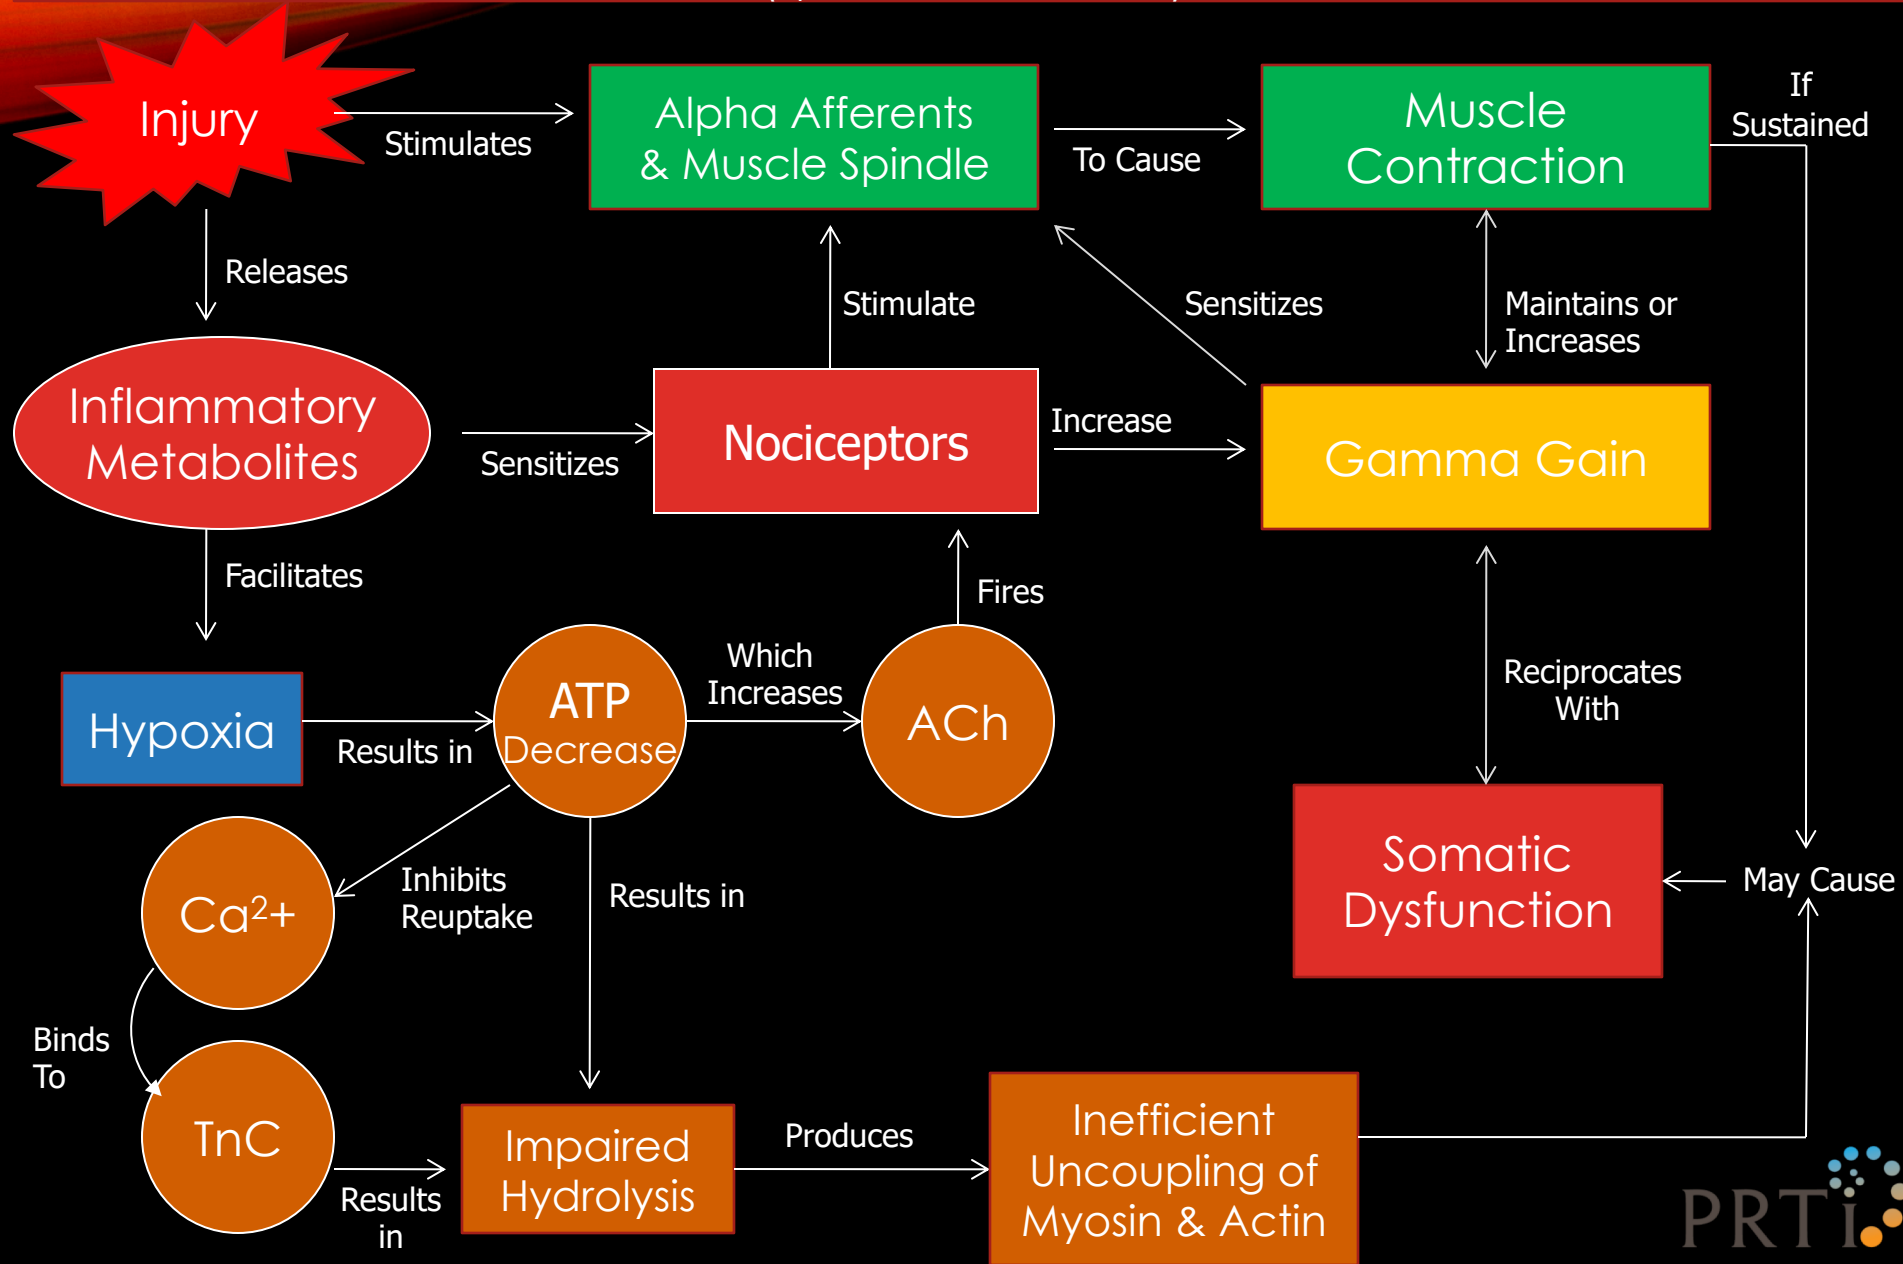 Injury
Stimulates
Alpha Afferents
& Muscle Spindle
To Cause
Muscle
Contraction
If
Sustained
Releases
Stimulate
Sensitizes
Maintains or
Increases
Inflammatory
Metabolites
Sensitizes
Nociceptors
Increase
Gamma Gain
Facilitates
Fires
Hypoxia
Results in
ATP
Decrease
Which
Increases
ACh
Reciprocates
With
Ca2+
Inhibits
Reuptake
Results in
Somatic
Dysfunction
May Cause
Binds
To
TnC
Results
in
Impaired
Hydrolysis
Produces
Inefficient
Uncoupling of
Myosin & Actin
PRTi